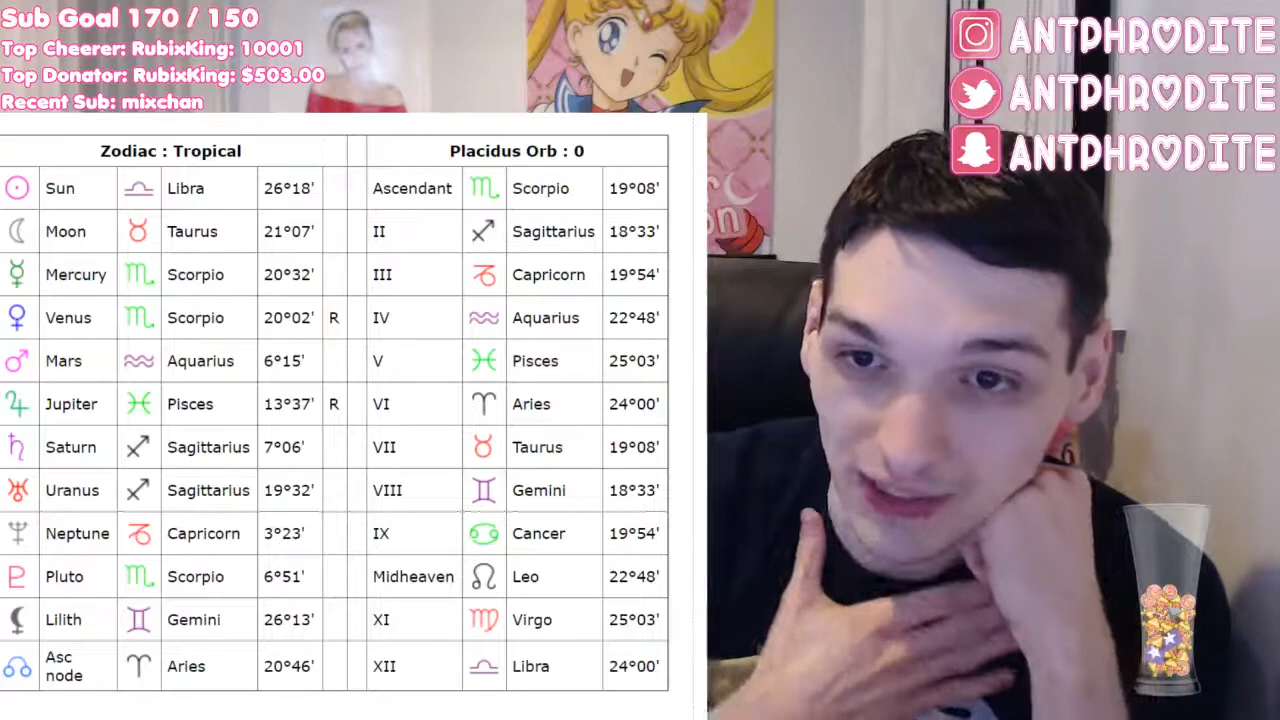 Sub Goal 170 / 150
Top Cheerer: RubixKing: 10001
Top Donator: RubixKing: $503.00
Recent Sub: mixchan
ANTPHRODITE
ANTPHRODITE
ANTPHRODITE
Zodiac : Tropical Placidus Orb : 0
Sun Libra 26°18' Ascendant Scorpio 19°08'
Moon Taurus 21°07' II Sagittarius 18°33'
Mercury Scorpio 20°32' III Capricorn 19°54'
Venus Scorpio 20°02' R IV Aquarius 22°48'
Mars Aquarius 6°15' V Pisces 25°03'
Jupiter Pisces 13°37' R VI Aries 24°00'
Saturn Sagittarius 7°06' VII Taurus 19°08'
Uranus Sagittarius 19°32' VIII Gemini 18°33'
Neptune Capricorn 3°23' IX Cancer 19°54'
Pluto Scorpio 6°51' Midheaven Leo 22°48'
Lilith Gemini 26°13' XI Virgo 25°03'
Asc
node Aries 20°46' XII Libra 24°00'